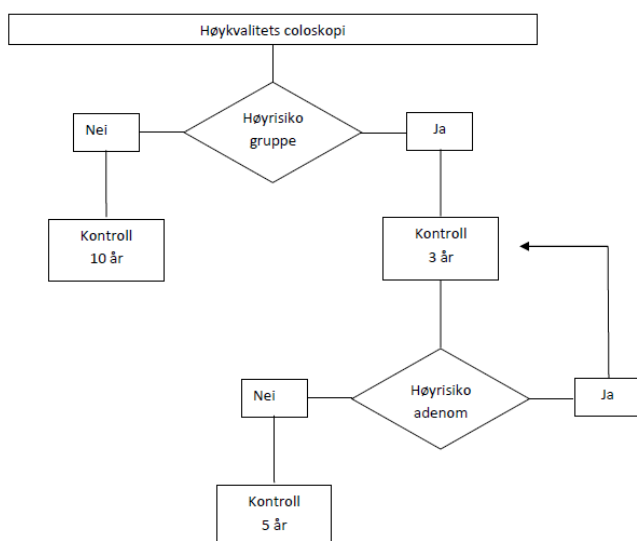 Høykvalitets coloskopi
Høyrisiko
gruppe
Nei
Ja
Kontroll
10 år
Kontroll
3 år
Høyrisiko
adenom
Nei
Ja
Kontroll
5 år